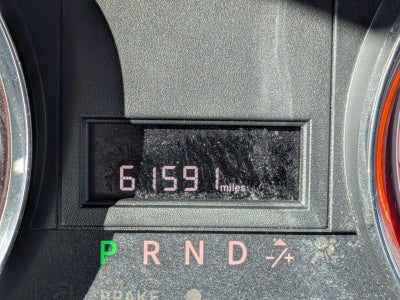 61591 miles
P R N D -/+
BRAKE